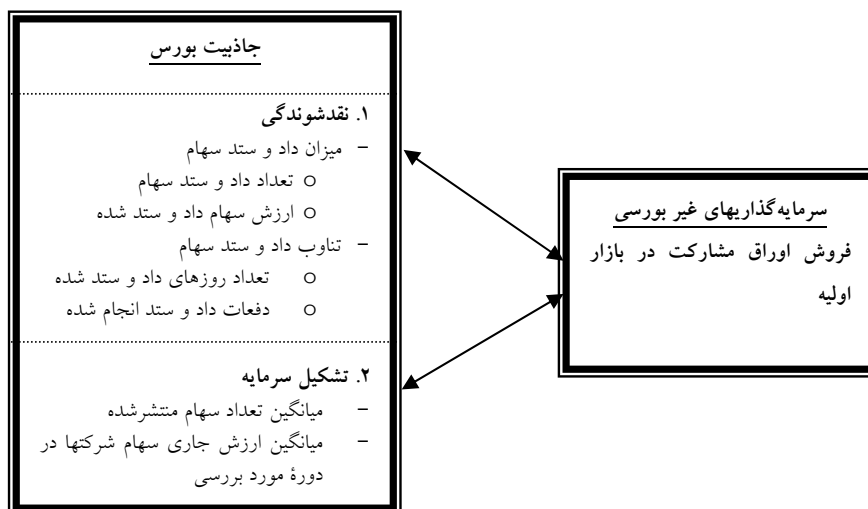 جاذبیت بورس
۱. نقدشوندگی
- میزان داد و ستد سهام
o تعداد داد و ستد سهام
o ارزش سهام داد و ستد شده
- تناوب داد و ستد سهام
o تعداد روزهای داد و ستد شده
o دفعات داد و ستد انجام شده
۲. تشکیل سرمایه
- میانگین تعداد سهام منتشرشده
- میانگین ارزش جاری سهام شرکتها در
دورهٔ مورد بررسی
سرمایه‌گذاریهای غیر بورسی
فروش اوراق مشارکت در بازار
اولیه